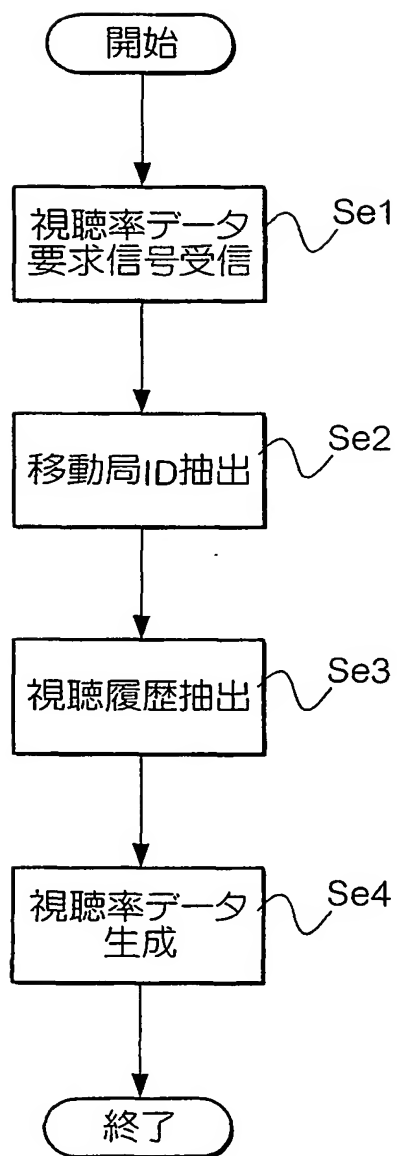 開始
視聴率データ
要求信号受信
Se1
移動局ID抽出
Se2
視聴履歴抽出
Se3
視聴率データ
生成
Se4
終了